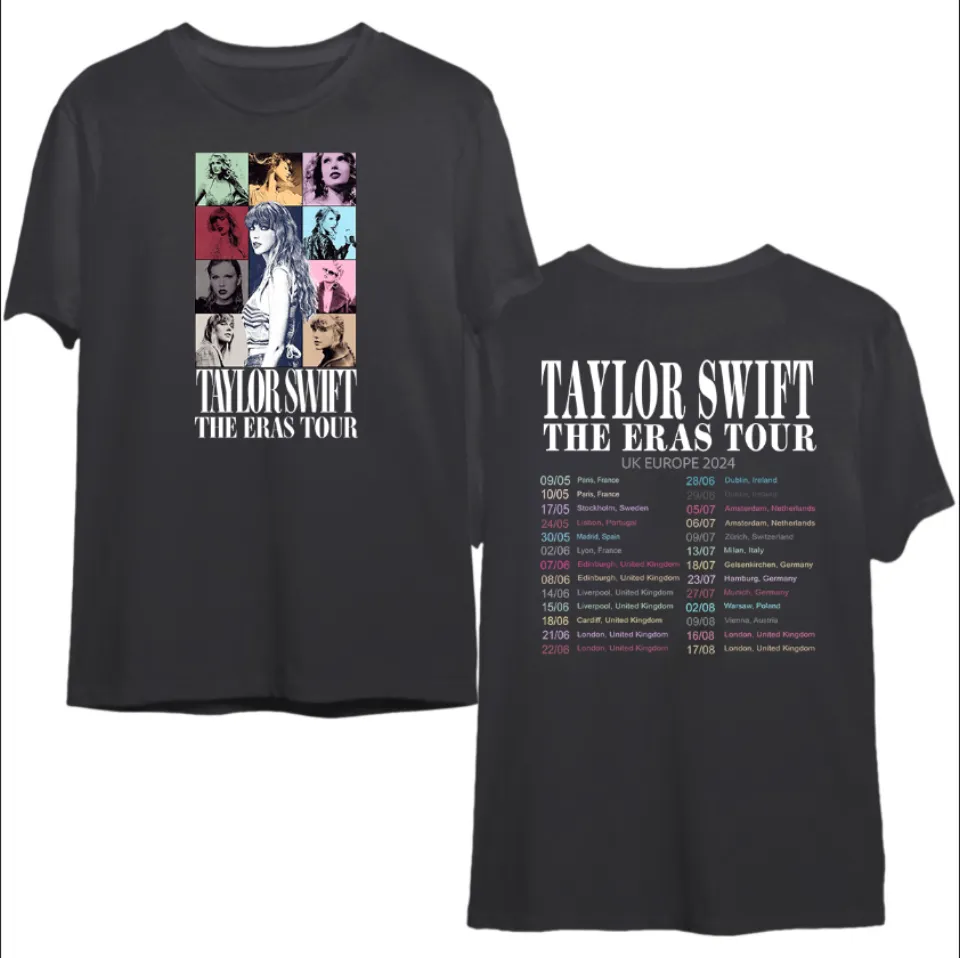 TAYLOR SWIFT
THE ERAS TOUR
TAYLOR SWIFT
THE ERAS TOUR
UK EUROPE 2024
09/05 Paris, France
10/05 Paris, France
17/05 Stockholm, Sweden
24/05 Lisbon, Portugal
30/05 Madrid, Spain
02/06 Lyon, France
07/06 Edinburgh, United Kingdom
08/06 Edinburgh, United Kingdom
14/06 Liverpool, United Kingdom
15/06 Liverpool, United Kingdom
18/06 Cardiff, United Kingdom
21/06 London, United Kingdom
22/06 London, United Kingdom
28/06 Dublin, Ireland
29/06 Dublin, Ireland
05/07 Amsterdam, Netherlands
06/07 Amsterdam, Netherlands
09/07 Zürich, Switzerland
13/07 Milan, Italy
18/07 Gelsenkirchen, Germany
23/07 Hamburg, Germany
27/07 Munich, Germany
02/08 Warsaw, Poland
09/08 Vienna, Austria
16/08 London, United Kingdom
17/08 London, United Kingdom